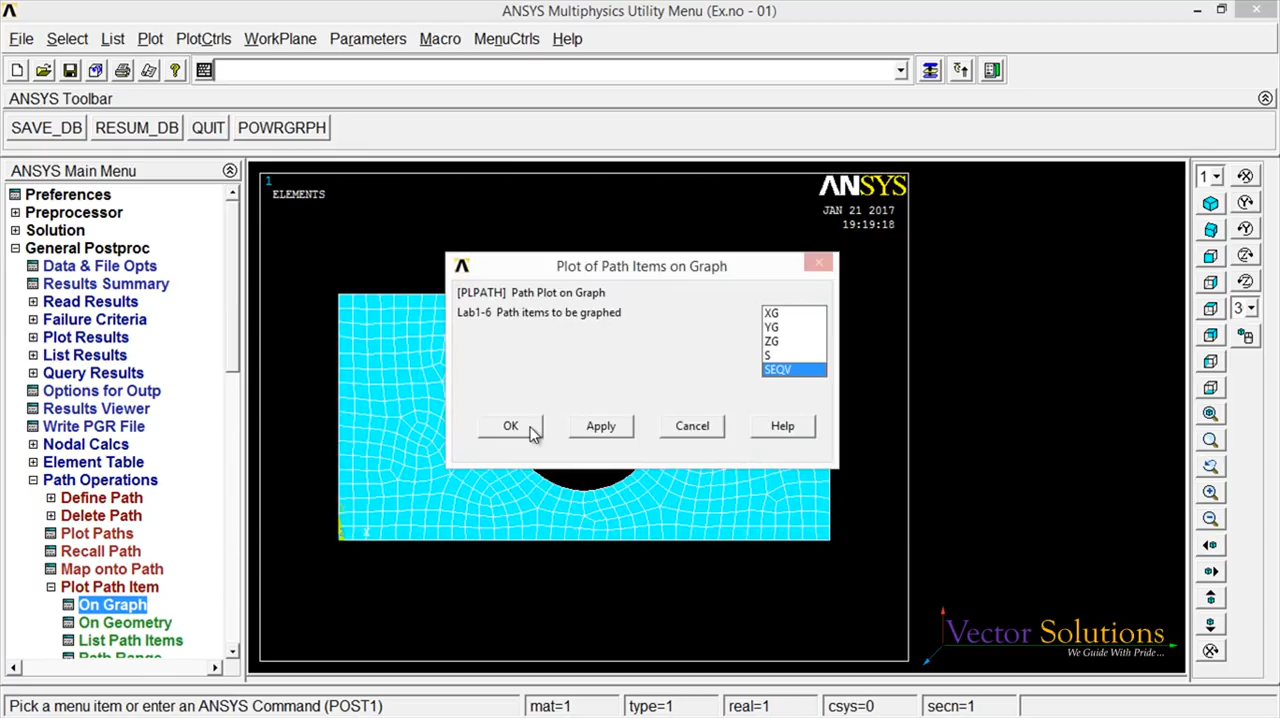 ANSYS Multiphysics Utility Menu (Ex.no - 01)
File Select List Plot PlotCtrls WorkPlane Parameters Macro MenuCtrls Help
ANSYS Toolbar
SAVE_DB RESUM_DB QUIT POWRGRPH
ANSYS Main Menu
Preferences
Preprocessor
Solution
General Postproc
Data & File Opts
Results Summary
Read Results
Failure Criteria
Plot Results
List Results
Query Results
Options for Outp
Results Viewer
Write PGR File
Nodal Calcs
Element Table
Path Operations
Define Path
Delete Path
Plot Paths
Recall Path
Map onto Path
Plot Path Item
On Graph
On Geometry
List Path Items
Path Range
1
ELEMENTS
ANSYS
JAN 21 2017
19:19:18
Plot of Path Items on Graph
[PLPATH] Path Plot on Graph
Lab1-6 Path items to be graphed
XG
YG
ZG
S
SEQV
OK Apply Cancel Help
X
1
3
Vector Solutions
We Guide With Pride...
Pick a menu item or enter an ANSYS Command (POST1) mat=1 type=1 real=1 csys=0 secn=1